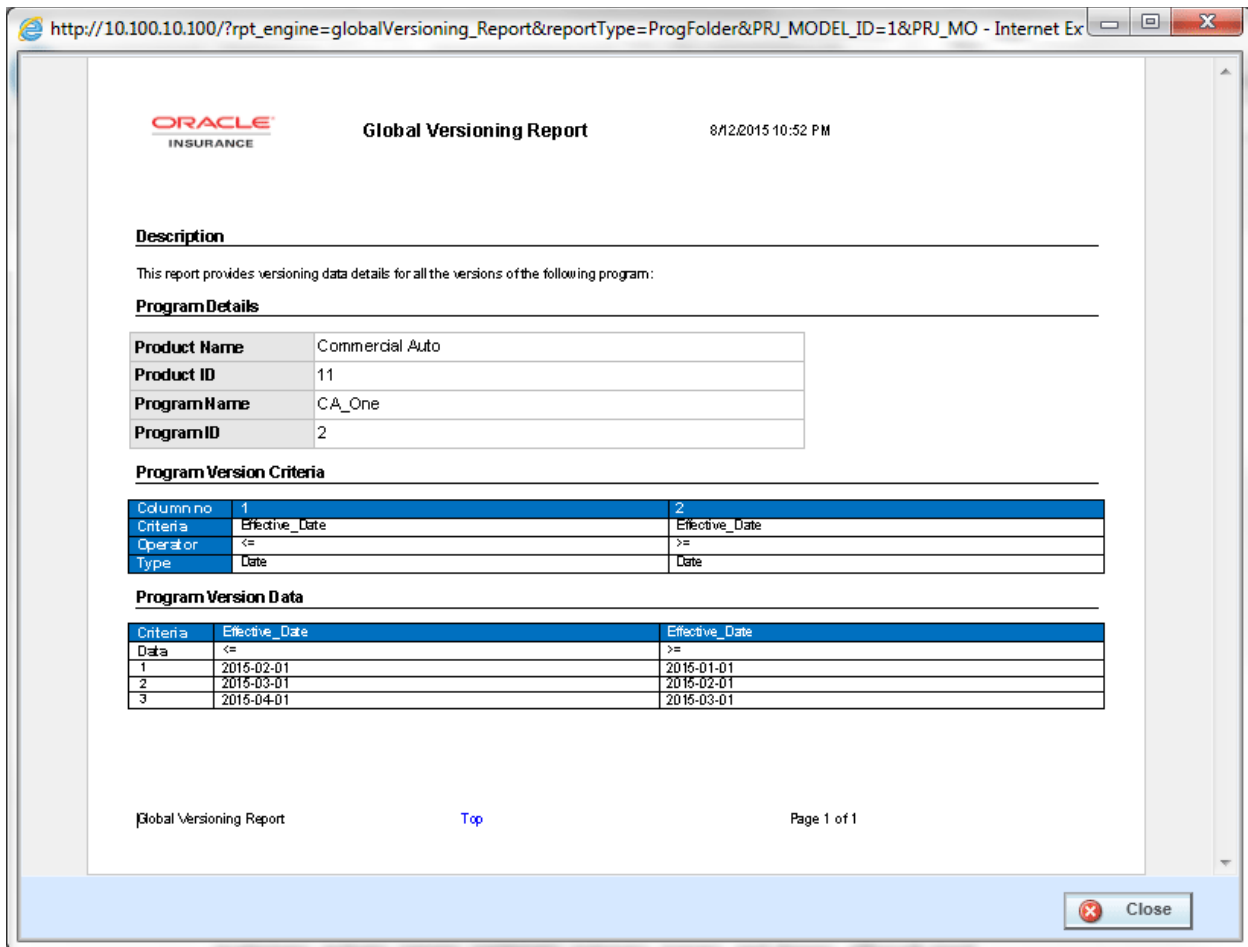 http://10.100.10.100/?rpt_engine=globalVersioning_Report&reportType=ProgFolder&PRJ_MODEL_ID=1&PRJ_MO - Internet Ex
ORACLE
INSURANCE
Global Versioning Report
8/12/2015 10:52 PM
Description
This report provides versioning data details for all the versions of the following program:
Program Details
Product Name Commercial Auto
Product ID 11
Program Name CA_One
Program ID 2
Program Version Criteria
Column no 1 2
Criteria Effective_Date Effective_Date
Operator <= >=
Type Date Date
Program Version Data
Criteria Effective_Date Effective_Date
Data <= >=
1 2015-02-01 2015-01-01
2 2015-03-01 2015-02-01
3 2015-04-01 2015-03-01
Global Versioning Report Top Page 1 of 1
Close